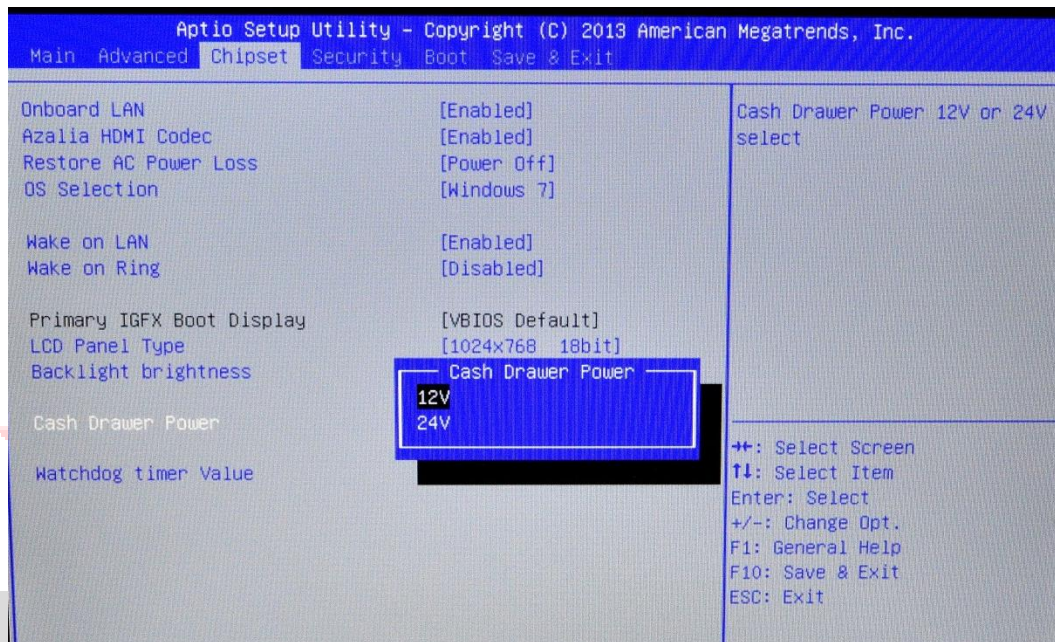 Aptio Setup Utility – Copyright (C) 2013 American Megatrends, Inc.
Main Advanced Chipset Security Boot Save & Exit
Onboard LAN [Enabled]
Azalia HDMI Codec [Enabled]
Restore AC Power Loss [Power Off]
OS Selection [Windows 7]
Wake on LAN [Enabled]
Wake on Ring [Disabled]
Primary IGFX Boot Display [VBIOS Default]
LCD Panel Type [1024x768 18bit]
Backlight brightness
Cash Drawer Power
Watchdog timer Value
Cash Drawer Power
12V
24V
Cash Drawer Power 12V or 24V
select
→←: Select Screen
↑↓: Select Item
Enter: Select
+/-: Change Opt.
F1: General Help
F10: Save & Exit
ESC: Exit